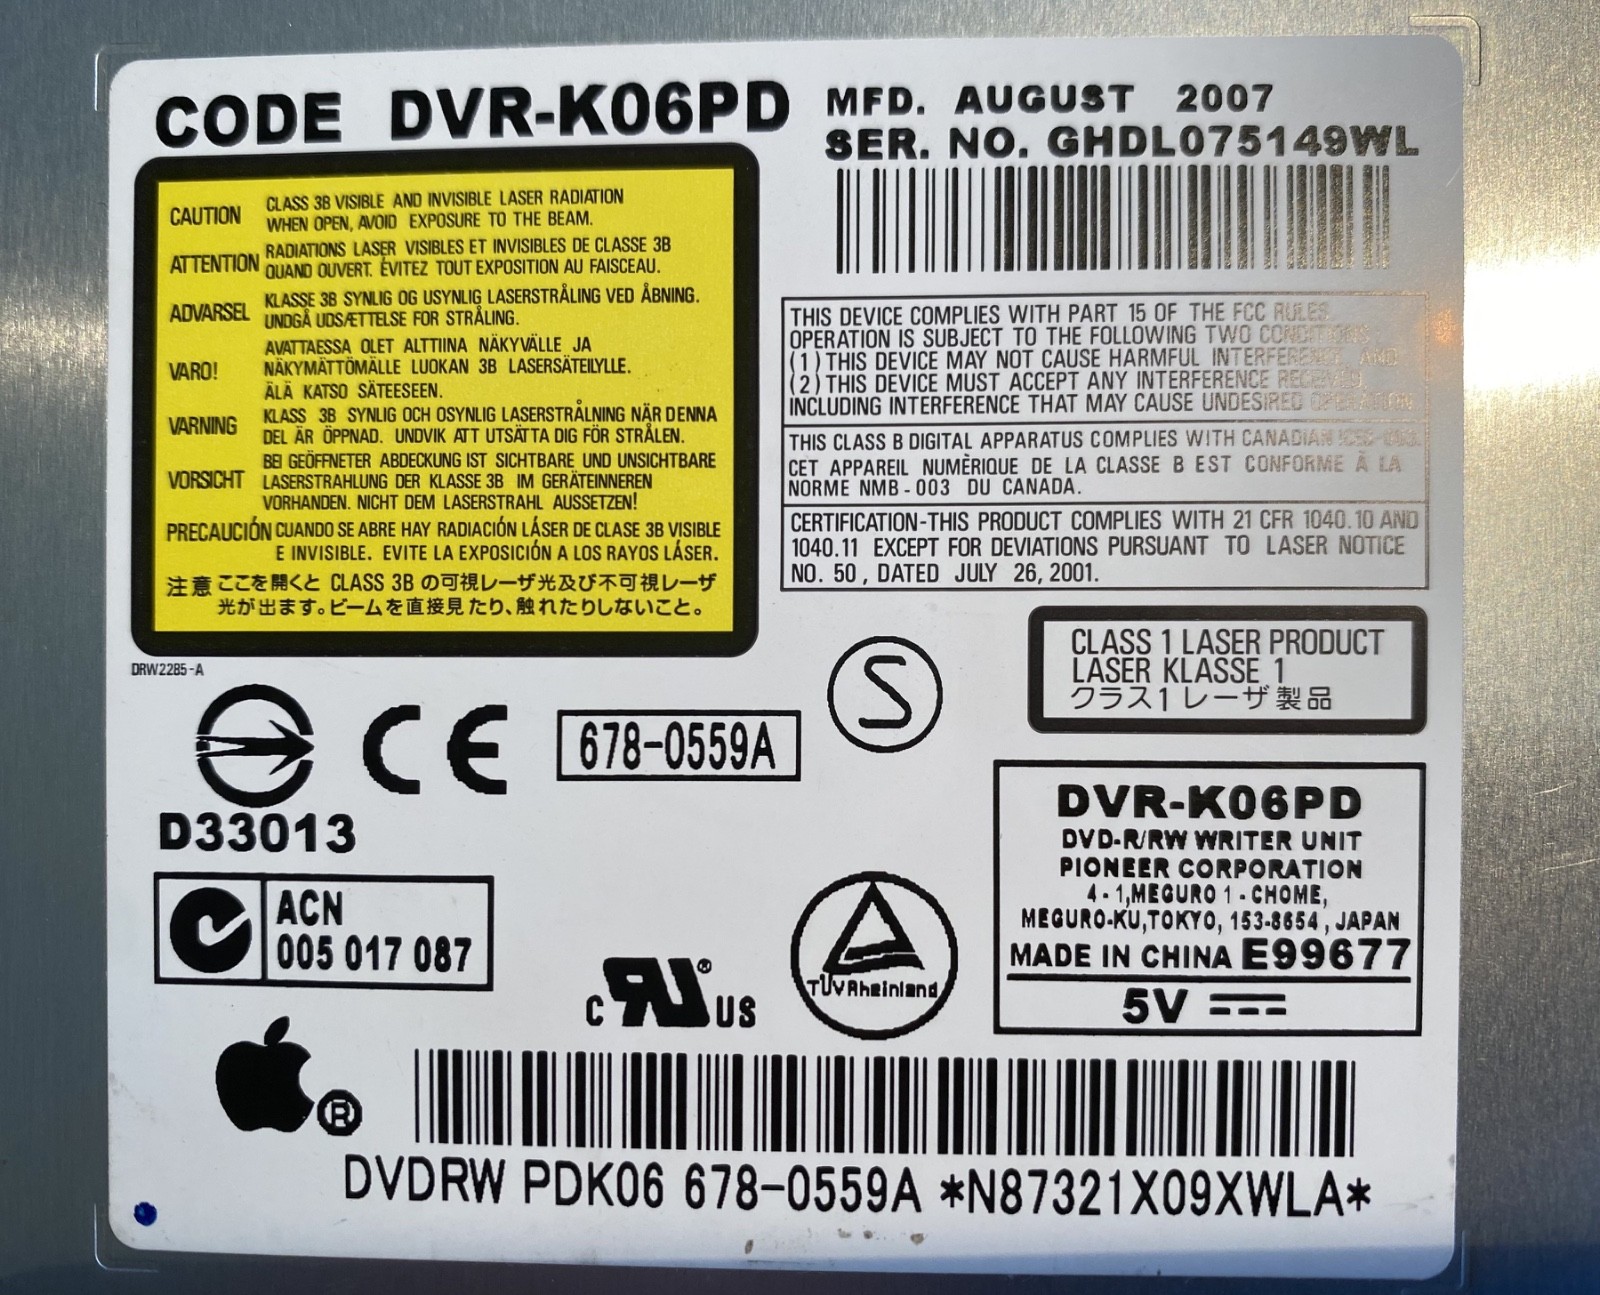 CODE DVR-K06PD
MFD. AUGUST 2007
SER. NO. GHDL075149WL
CAUTION CLASS 3B VISIBLE AND INVISIBLE LASER RADIATION
WHEN OPEN, AVOID EXPOSURE TO THE BEAM.
ATTENTION RADIATIONS LASER VISIBLES ET INVISIBLES DE CLASSE 3B
QUAND OUVERT. ÉVITEZ TOUT EXPOSITION AU FAISCEAU.
ADVARSEL KLASSE 3B SYNLIG OG USYNLIG LASERSTRÅLING VED ÅBNING.
UNDGÅ UDSÆTTELSE FOR STRÅLING.
VARO! AVATTAESSA OLET ALTTIINA NÄKYVÄLLE JA
NÄKYMÄTTÖMÄLLE LUOKAN 3B LASERSÄTEILYLLE.
ÄLÄ KATSO SÄTEESEEN.
VARNING KLASS 3B SYNLIG OCH OSYNLIG LASERSTRÅLNING NÄR DENNA
DEL ÄR ÖPPNAD. UNDVIK ATT UTSÄTTA DIG FÖR STRÅLEN.
VORSICHT BEI GEÖFFNETER ABDECKUNG IST SICHTBARE UND UNSICHTBARE
LASERSTRAHLUNG DER KLASSE 3B IM GERÄTEINNEREN
VORHANDEN. NICHT DEM LASERSTRAHL AUSSETZEN!
PRECAUCIÓN CUANDO SE ABRE HAY RADIACIÓN LÁSER DE CLASE 3B VISIBLE
E INVISIBLE. EVITE LA EXPOSICIÓN A LOS RAYOS LÁSER.
注意 ここを開くと CLASS 3B の可視レーザ光及び不可視レーザ
光が出ます。ビームを直接見たり、触れたりしないこと。
DRW2285-A
THIS DEVICE COMPLIES WITH PART 15 OF THE FCC RULES.
OPERATION IS SUBJECT TO THE FOLLOWING TWO CONDITIONS
(1) THIS DEVICE MAY NOT CAUSE HARMFUL INTERFERENCE, AND
(2) THIS DEVICE MUST ACCEPT ANY INTERFERENCE RECEIVED,
INCLUDING INTERFERENCE THAT MAY CAUSE UNDESIRED OPERATION
THIS CLASS B DIGITAL APPARATUS COMPLIES WITH CANADIAN
CET APPAREIL NUMÈRIQUE DE LA CLASSE B EST CONFORME À LA
NORME NMB-003 DU CANADA.
CERTIFICATION-THIS PRODUCT COMPLIES WITH 21 CFR 1040.10 AND
1040.11 EXCEPT FOR DEVIATIONS PURSUANT TO LASER NOTICE
NO. 50, DATED JULY 26, 2001.
CLASS 1 LASER PRODUCT
LASER KLASSE 1
クラス1レーザ製品
S
CE
678-0559A
D33013
ACN
005 017 087
DVR-K06PD
DVD-R/RW WRITER UNIT
PIONEER CORPORATION
4-1, MEGURO 1-CHOME,
MEGURO-KU, TOKYO, 153-8654, JAPAN
MADE IN CHINA E99677
5V
C RU® US
TÜVRheinland
®
DVDRW PDK06 678-0559A *N87321X09XWLA*